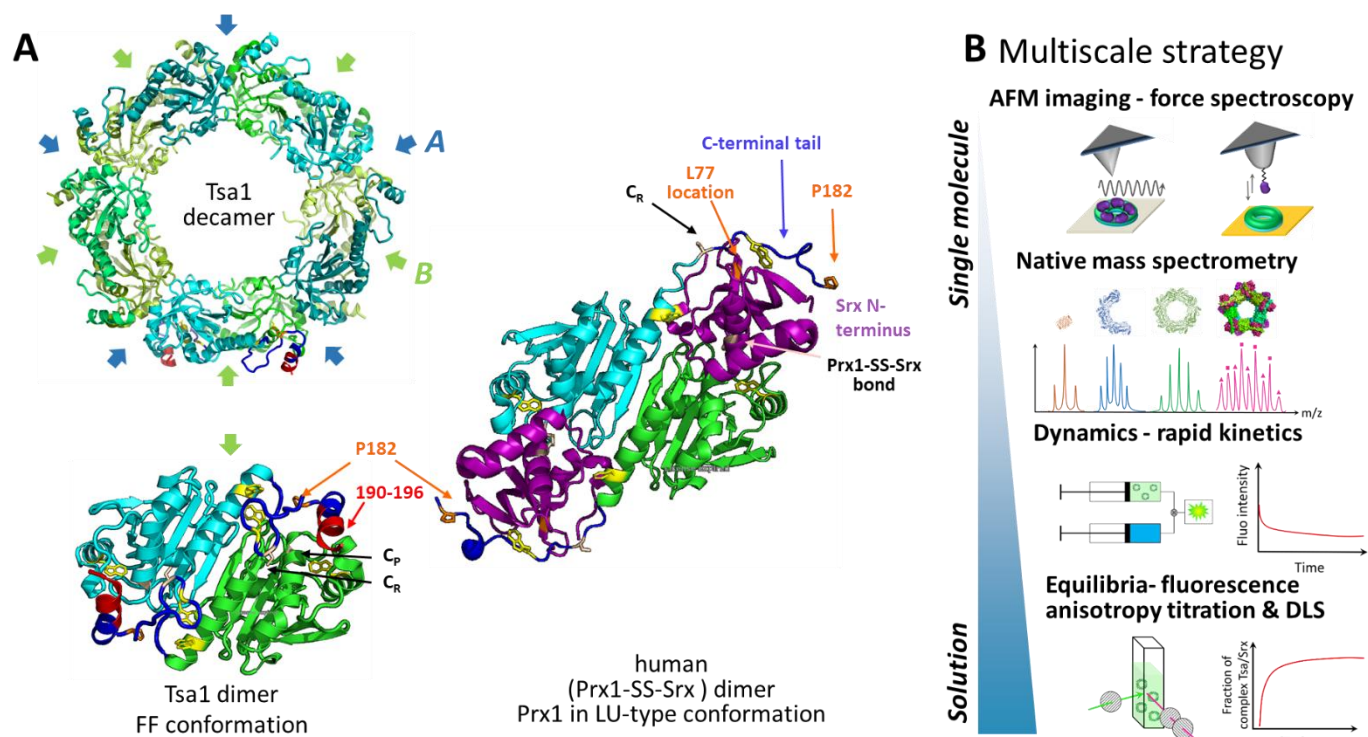 A
Tsa1
decamer
A
B
P182
190-196
CP
CR
Tsa1 dimer
FF conformation
C-terminal tail
L77
location
P182
CR
Srx N-
terminus
Prx1-SS-Srx
bond
human
(Prx1-SS-Srx ) dimer
Prx1 in LU-type conformation
B Multiscale strategy
Single molecule
Solution
AFM imaging - force spectroscopy
Native mass spectrometry
m/z
Dynamics - rapid kinetics
Fluo intensity
Time
Equilibria- fluorescence
anisotropy titration & DLS
Fraction of
complex Tsa/Srx